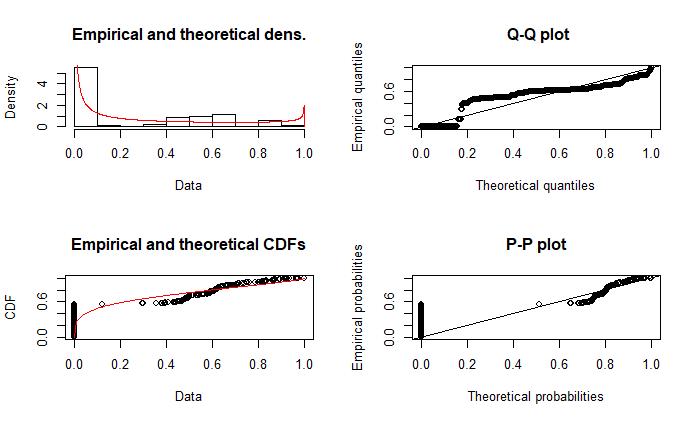 Empirical and theoretical dens.
Density
0 2 4
0.0 0.2 0.4 0.6 0.8 1.0
Data
Q-Q plot
Empirical quantiles
0.0 0.6
0.0 0.2 0.4 0.6 0.8 1.0
Theoretical quantiles
Empirical and theoretical CDFs
CDF
0.0 0.6
0.0 0.2 0.4 0.6 0.8 1.0
Data
P-P plot
Empirical probabilities
0.0 0.6
0.0 0.2 0.4 0.6 0.8 1.0
Theoretical probabilities